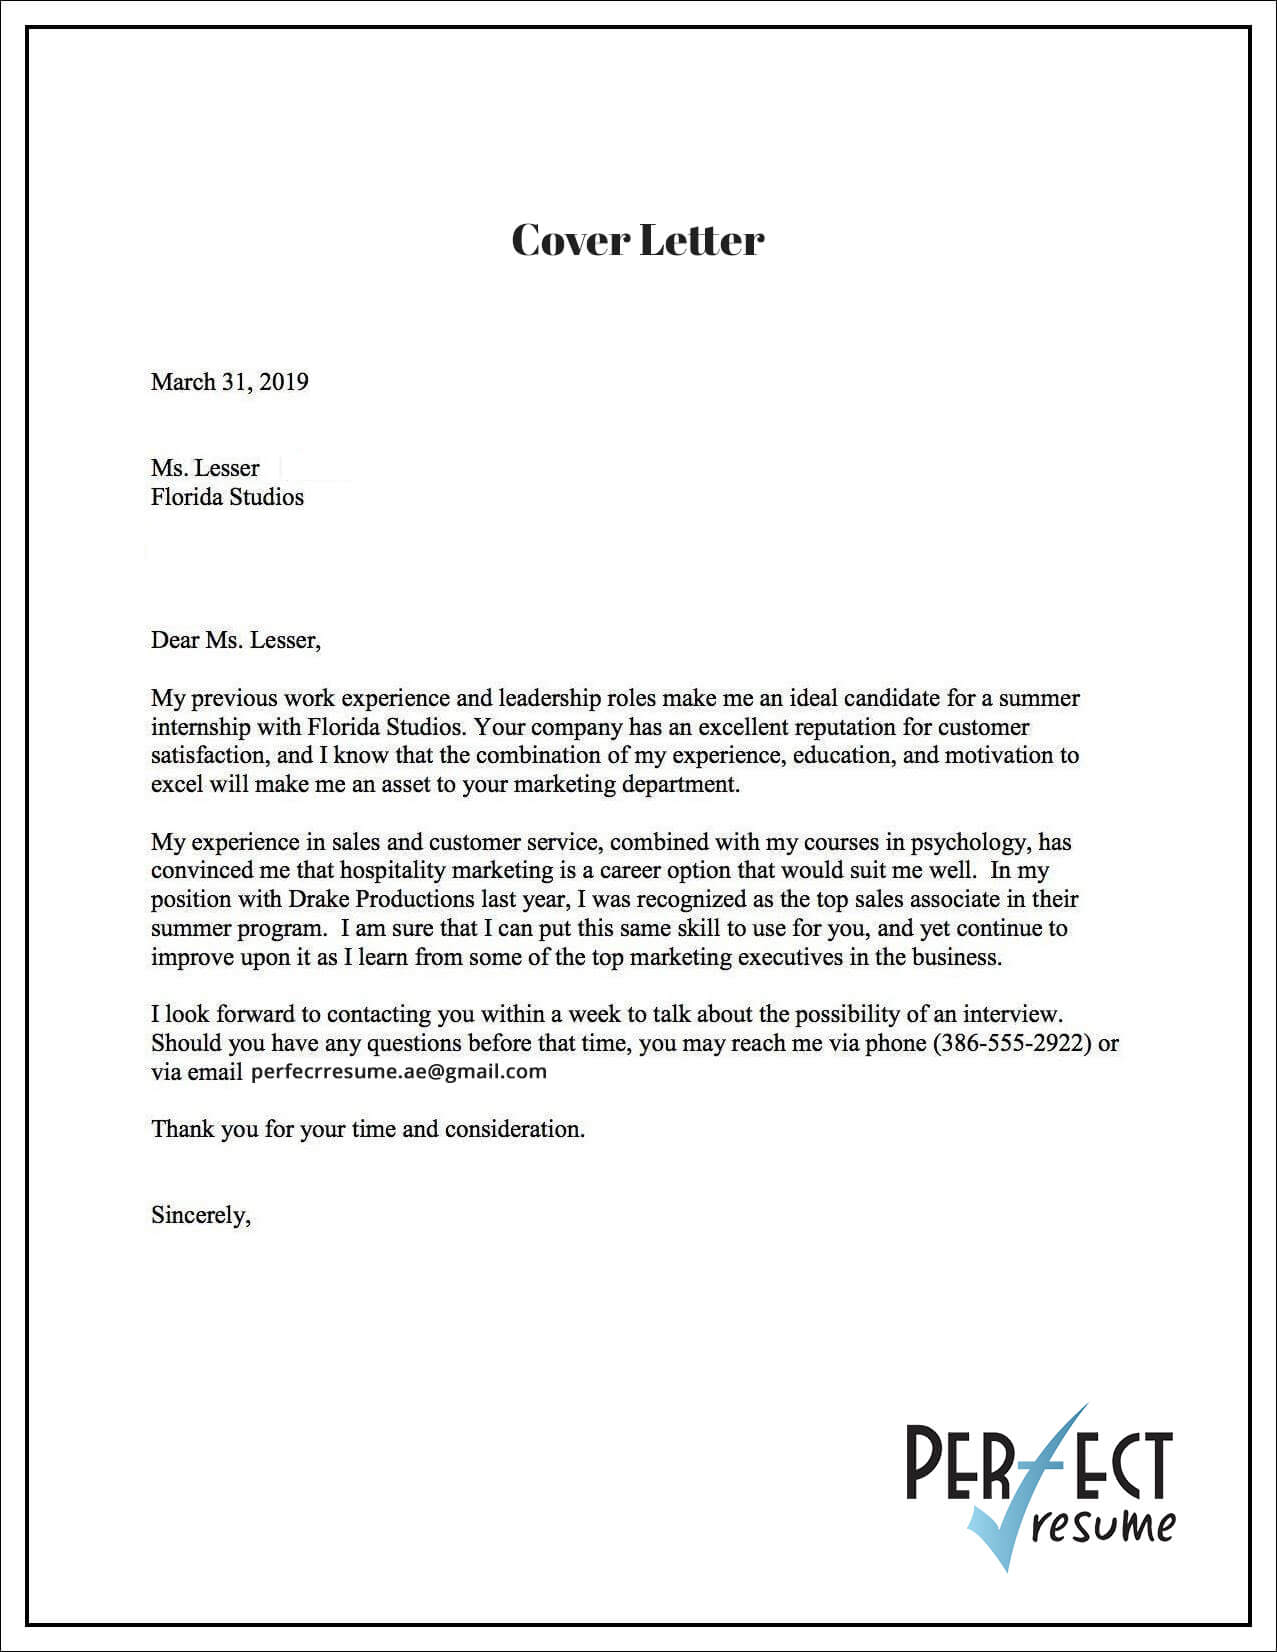 Cover Letter
March 31, 2019
Ms. Lesser
Florida Studios
Dear Ms. Lesser,
My previous work experience and leadership roles make me an ideal candidate for a summer
internship with Florida Studios. Your company has an excellent reputation for customer
satisfaction, and I know that the combination of my experience, education, and motivation to
excel will make me an asset to your marketing department.
My experience in sales and customer service, combined with my courses in psychology, has
convinced me that hospitality marketing is a career option that would suit me well.  In my
position with Drake Productions last year, I was recognized as the top sales associate in their
summer program.  I am sure that I can put this same skill to use for you, and yet continue to
improve upon it as I learn from some of the top marketing executives in the business.
I look forward to contacting you within a week to talk about the possibility of an interview.
Should you have any questions before that time, you may reach me via phone (386-555-2922) or
via email perfecrresume.ae@gmail.com
Thank you for your time and consideration.
Sincerely,
PERfECT
resume